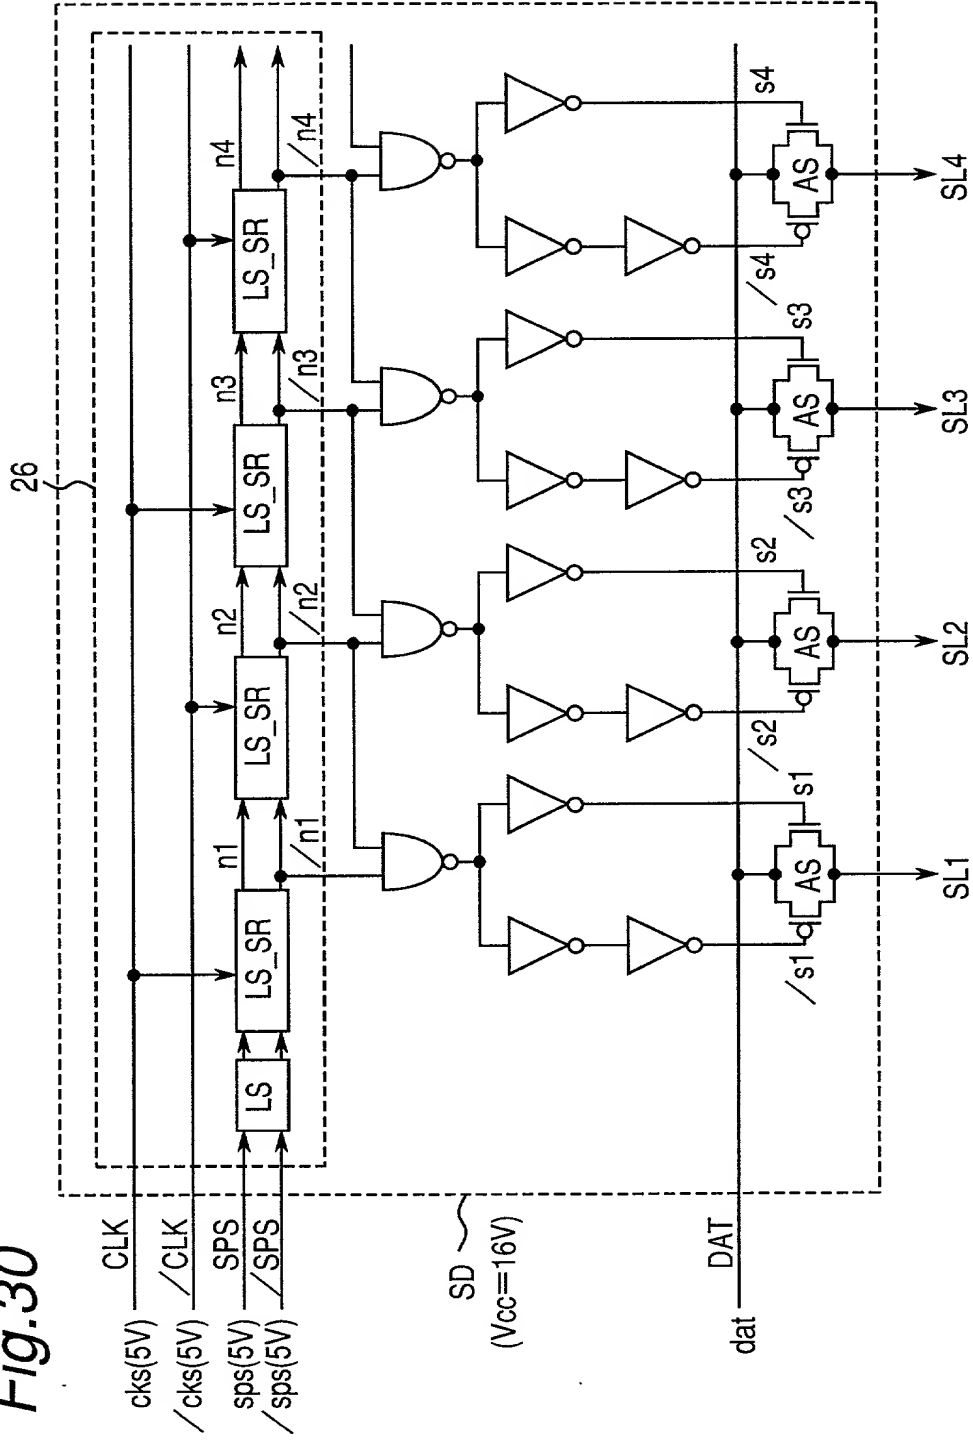 Fig.30
26
cks(5V)
CLK
/cks(5V)
/CLK
sps(5V)
SPS
/sps(5V)
/SPS
LS
LS_SR
n1
/n1
LS_SR
n2
/n2
LS_SR
n3
/n3
LS_SR
n4
/n4
SD
(Vcc=16V)
dat
DAT
/s1
s1
/s2
s2
/s3
s3
/s4
s4
AS
AS
AS
AS
SL1
SL2
SL3
SL4